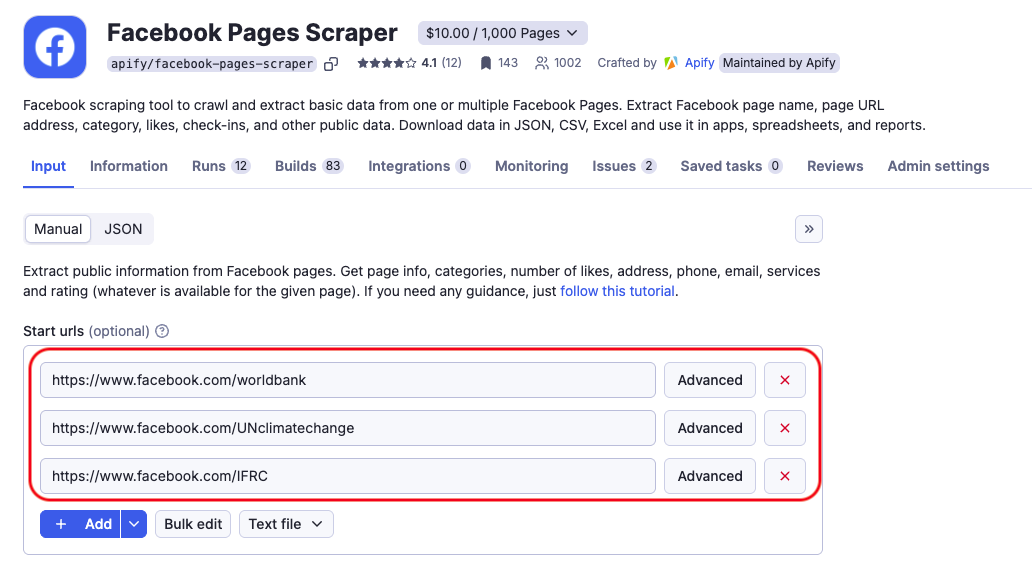 Facebook Pages Scraper $10.00 / 1,000 Pages
apify/facebook-pages-scraper 4.1 (12) 143 1002 Crafted by Apify Maintained by Apify
Facebook scraping tool to crawl and extract basic data from one or multiple Facebook Pages. Extract Facebook page name, page URL
address, category, likes, check-ins, and other public data. Download data in JSON, CSV, Excel and use it in apps, spreadsheets, and reports.
Input Information Runs 12 Builds 83 Integrations 0 Monitoring Issues 2 Saved tasks 0 Reviews Admin settings
Manual JSON
Extract public information from Facebook pages. Get page info, categories, number of likes, address, phone, email, services
and rating (whatever is available for the given page). If you need any guidance, just follow this tutorial.
Start urls (optional)
https://www.facebook.com/worldbank Advanced
https://www.facebook.com/UNclimatechange Advanced
https://www.facebook.com/IFRC Advanced
+ Add Bulk edit Text file